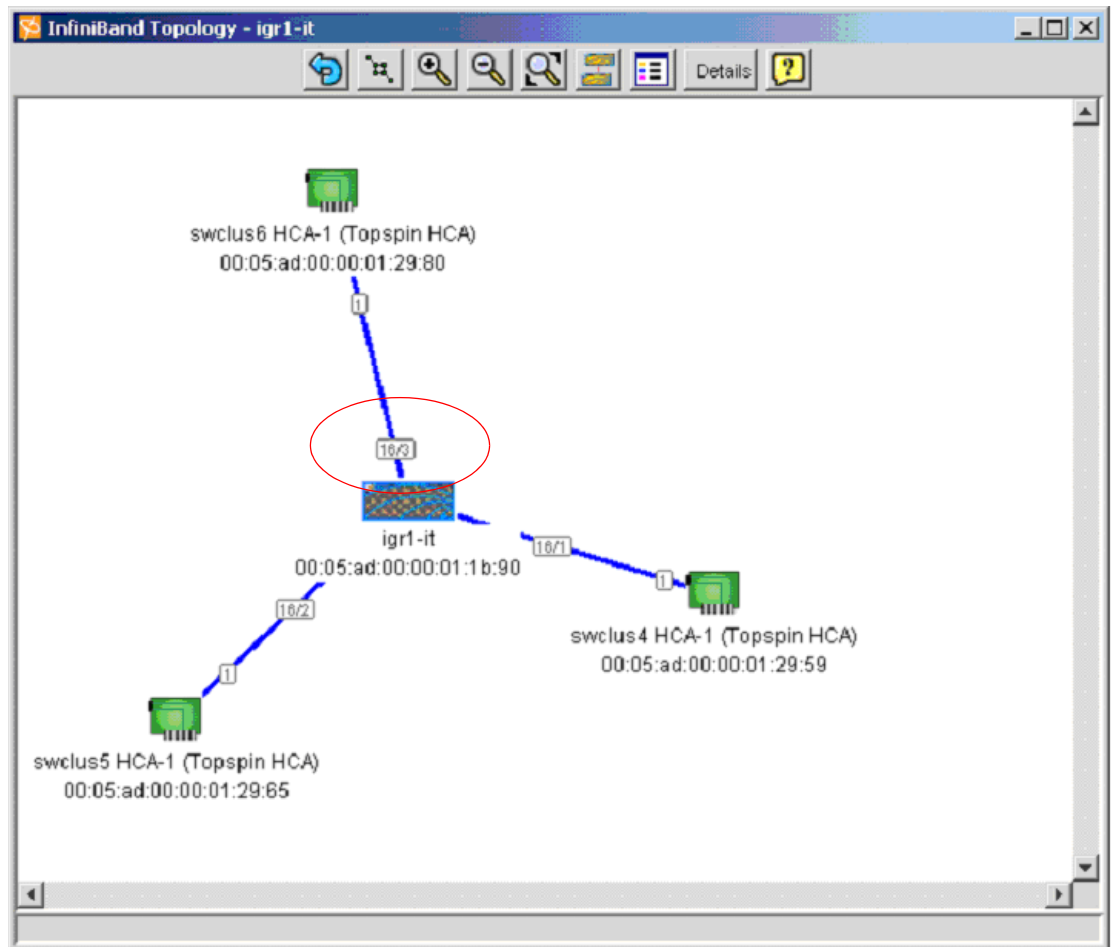 InfiniBand Topology - igr1-it
Details
?
swclus6 HCA-1 (Topspin HCA)
00:05:ad:00:00:01:29:80
1
16/3
igr1-it
00:05:ad:00:00:01:1b:90
16/1
1
swclus4 HCA-1 (Topspin HCA)
00:05:ad:00:00:01:29:59
16/2
1
swclus5 HCA-1 (Topspin HCA)
00:05:ad:00:00:01:29:65